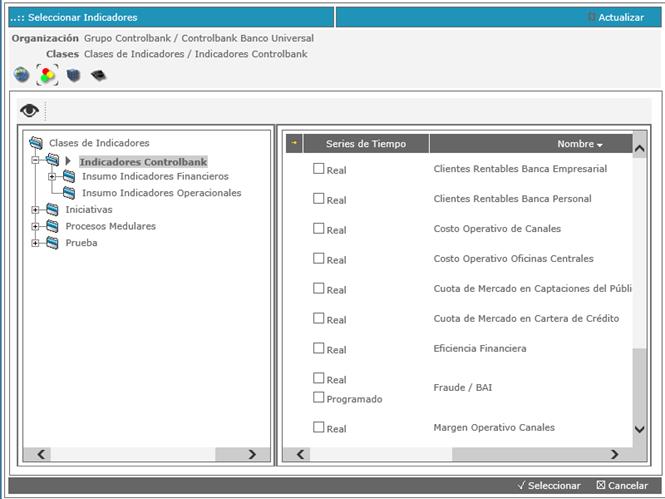 ..:: Seleccionar Indicadores
Actualizar
Organización Grupo Controlbank / Controlbank Banco Universal
Clases Clases de Indicadores / Indicadores Controlbank
Clases de Indicadores
Indicadores Controlbank
Insumo Indicadores Financieros
Insumo Indicadores Operacionales
Iniciativas
Procesos Medulares
Prueba
Series de Tiempo Nombre
Real Clientes Rentables Banca Empresarial
Real Clientes Rentables Banca Personal
Real Costo Operativo de Canales
Real Costo Operativo Oficinas Centrales
Real Cuota de Mercado en Captaciones del Públi
Real Cuota de Mercado en Cartera de Crédito
Real Eficiencia Financiera
Real
Fraude / BAI
Programado
Real Margen Operativo Canales
Seleccionar Cancelar